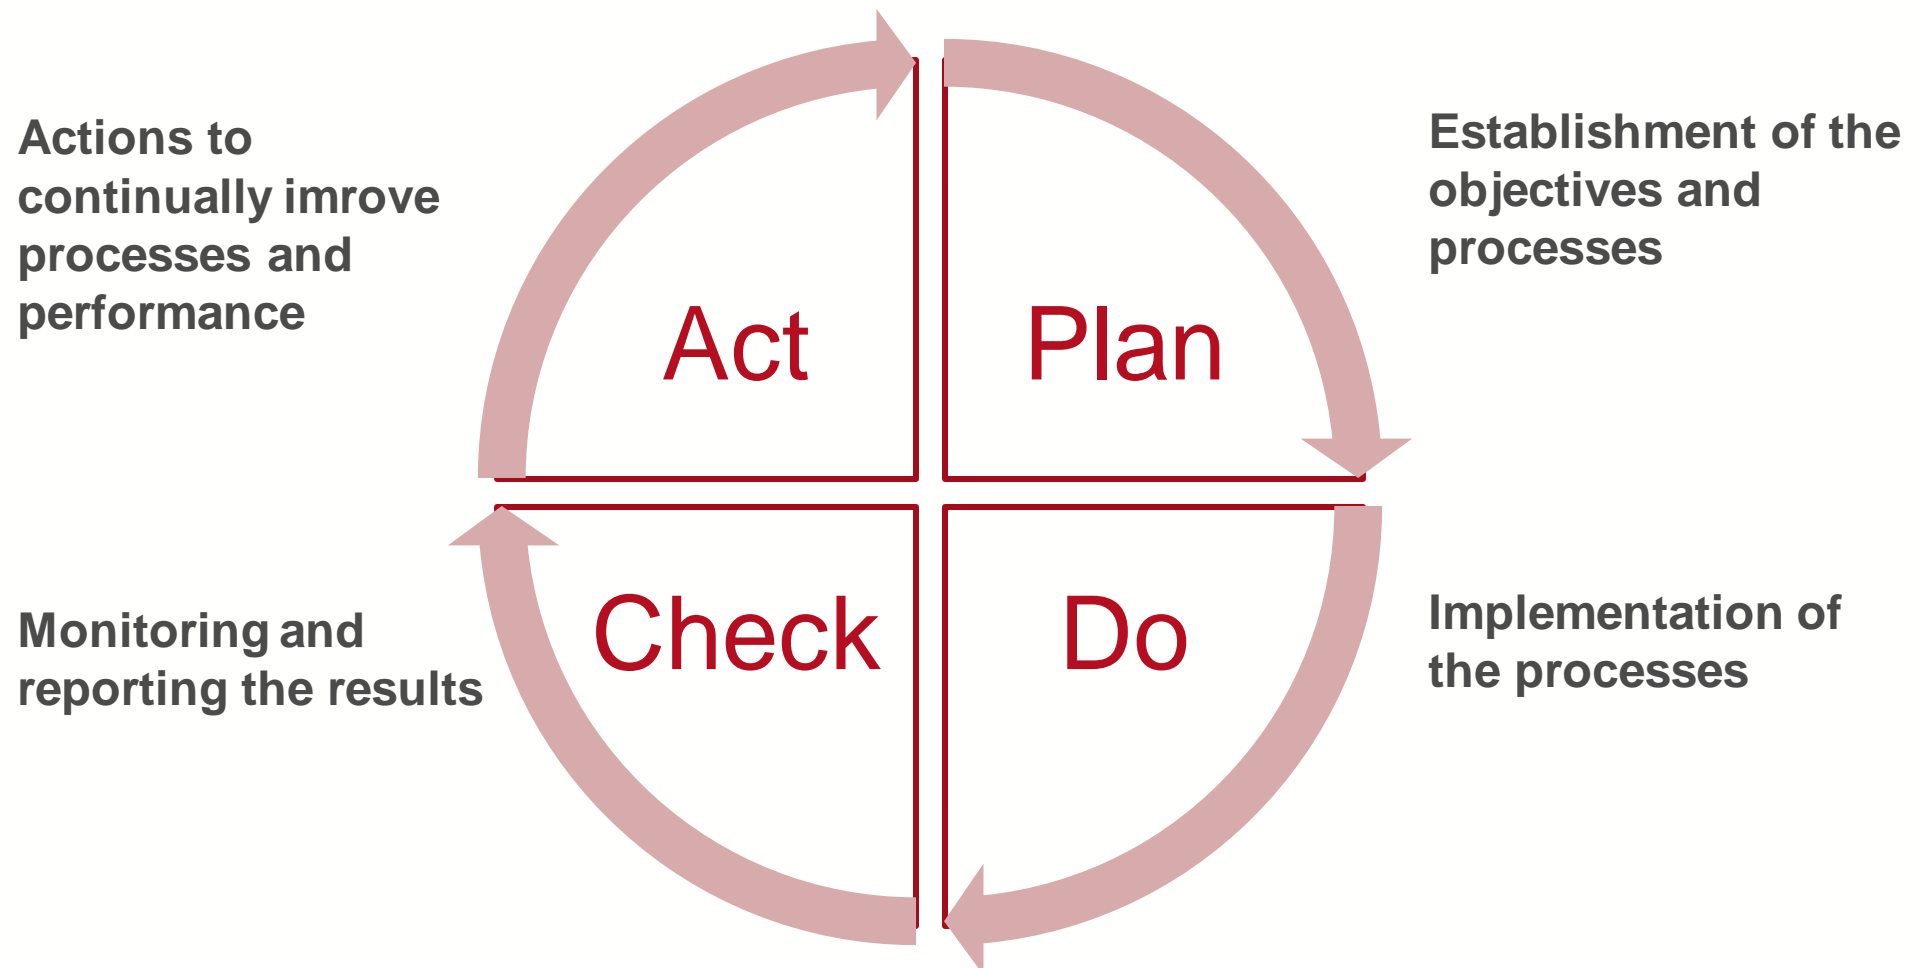 Actions to
continually imrove
processes and
performance
Act
Plan
Establishment of the
objectives and
processes
Monitoring and
reporting the results
Check
Do
Implementation of
the processes